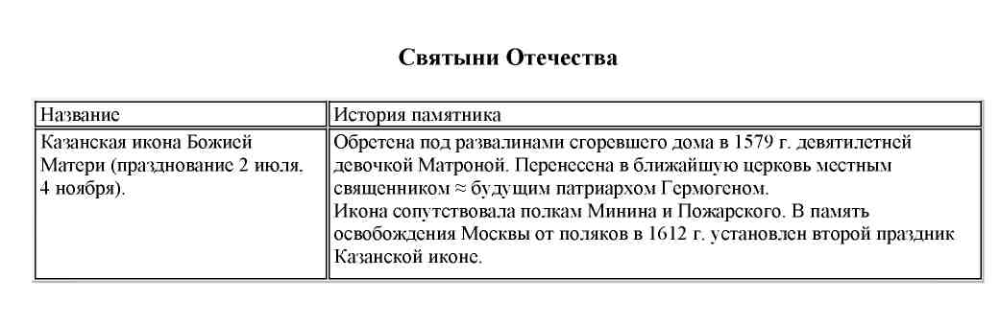 Святыни Отечества
Название
История памятника
Казанская икона Божией
Матери (празднование 2 июля,
4 ноября).
Обретена под развалинами сгоревшего дома в 1579 г. девятилетней
девочкой Матроной. Перенесена в ближайшую церковь местным
священником ≈ будущим патриархом Гермогеном.
Икона сопутствовала полкам Минина и Пожарского. В память
освобождения Москвы от поляков в 1612 г. установлен второй праздник
Казанской иконе.